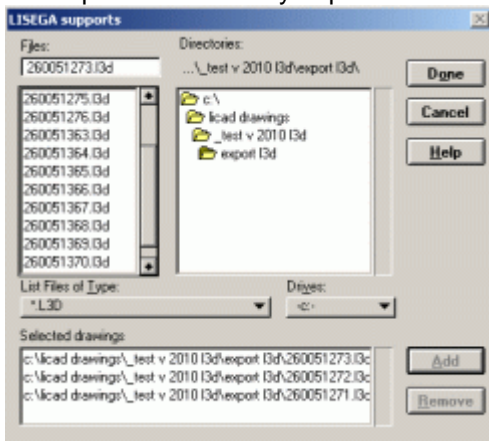 LISEGA supports
Files:
260051273.l3d
260051275.l3d
260051276.l3d
260051363.l3d
260051364.l3d
260051365.l3d
260051366.l3d
260051367.l3d
260051368.l3d
260051369.l3d
260051370.l3d
List Files of Type:
*.L3D
Directories:
...\_test v 2010 l3d\export l3d\
c:\
licad drawings
_test v 2010 l3d
export l3d
Drives:
-c:-
Done
Cancel
Help
Selected drawings
c:\licad drawings\_test v 2010 l3d\export l3d\260051273.l3c
c:\licad drawings\_test v 2010 l3d\export l3d\260051272.l3c
c:\licad drawings\_test v 2010 l3d\export l3d\260051271.l3c
Add
Remove